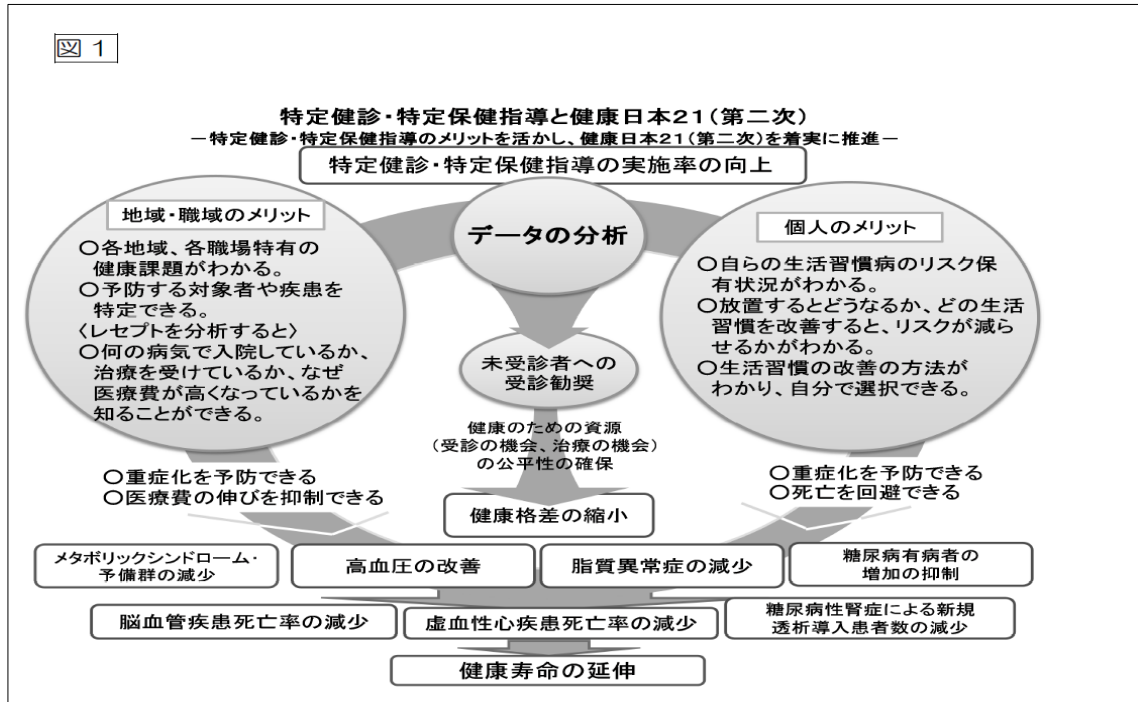 図 1
特定健診・特定保健指導と健康日本21(第二次)
－特定健診・特定保健指導のメリットを活かし、健康日本21(第二次)を着実に推進－
特定健診・特定保健指導の実施率の向上
地域・職域のメリット
○各地域、各職場特有の
健康課題がわかる。
○予防する対象者や疾患を
特定できる。
〈レセプトを分析すると〉
○何の病気で入院しているか、
治療を受けているか、なぜ
医療費が高くなっているかを
知ることができる。
データの分析
未受診者への
受診勧奨
健康のための資源
(受診の機会、治療の機会)
の公平性の確保
健康格差の縮小
個人のメリット
○自らの生活習慣病のリスク保
有状況がわかる。
○放置するとどうなるか、どの生活
習慣を改善すると、リスクが減ら
せるかがわかる。
○生活習慣の改善の方法が
わかり、自分で選択できる。
○重症化を予防できる
○医療費の伸びを抑制できる
○重症化を予防できる
○死亡を回避できる
メタボリックシンドローム・
予備群の減少
高血圧の改善
脂質異常症の減少
糖尿病有病者の
増加の抑制
脳血管疾患死亡率の減少
虚血性心疾患死亡率の減少
糖尿病性腎症による新規
透析導入患者数の減少
健康寿命の延伸